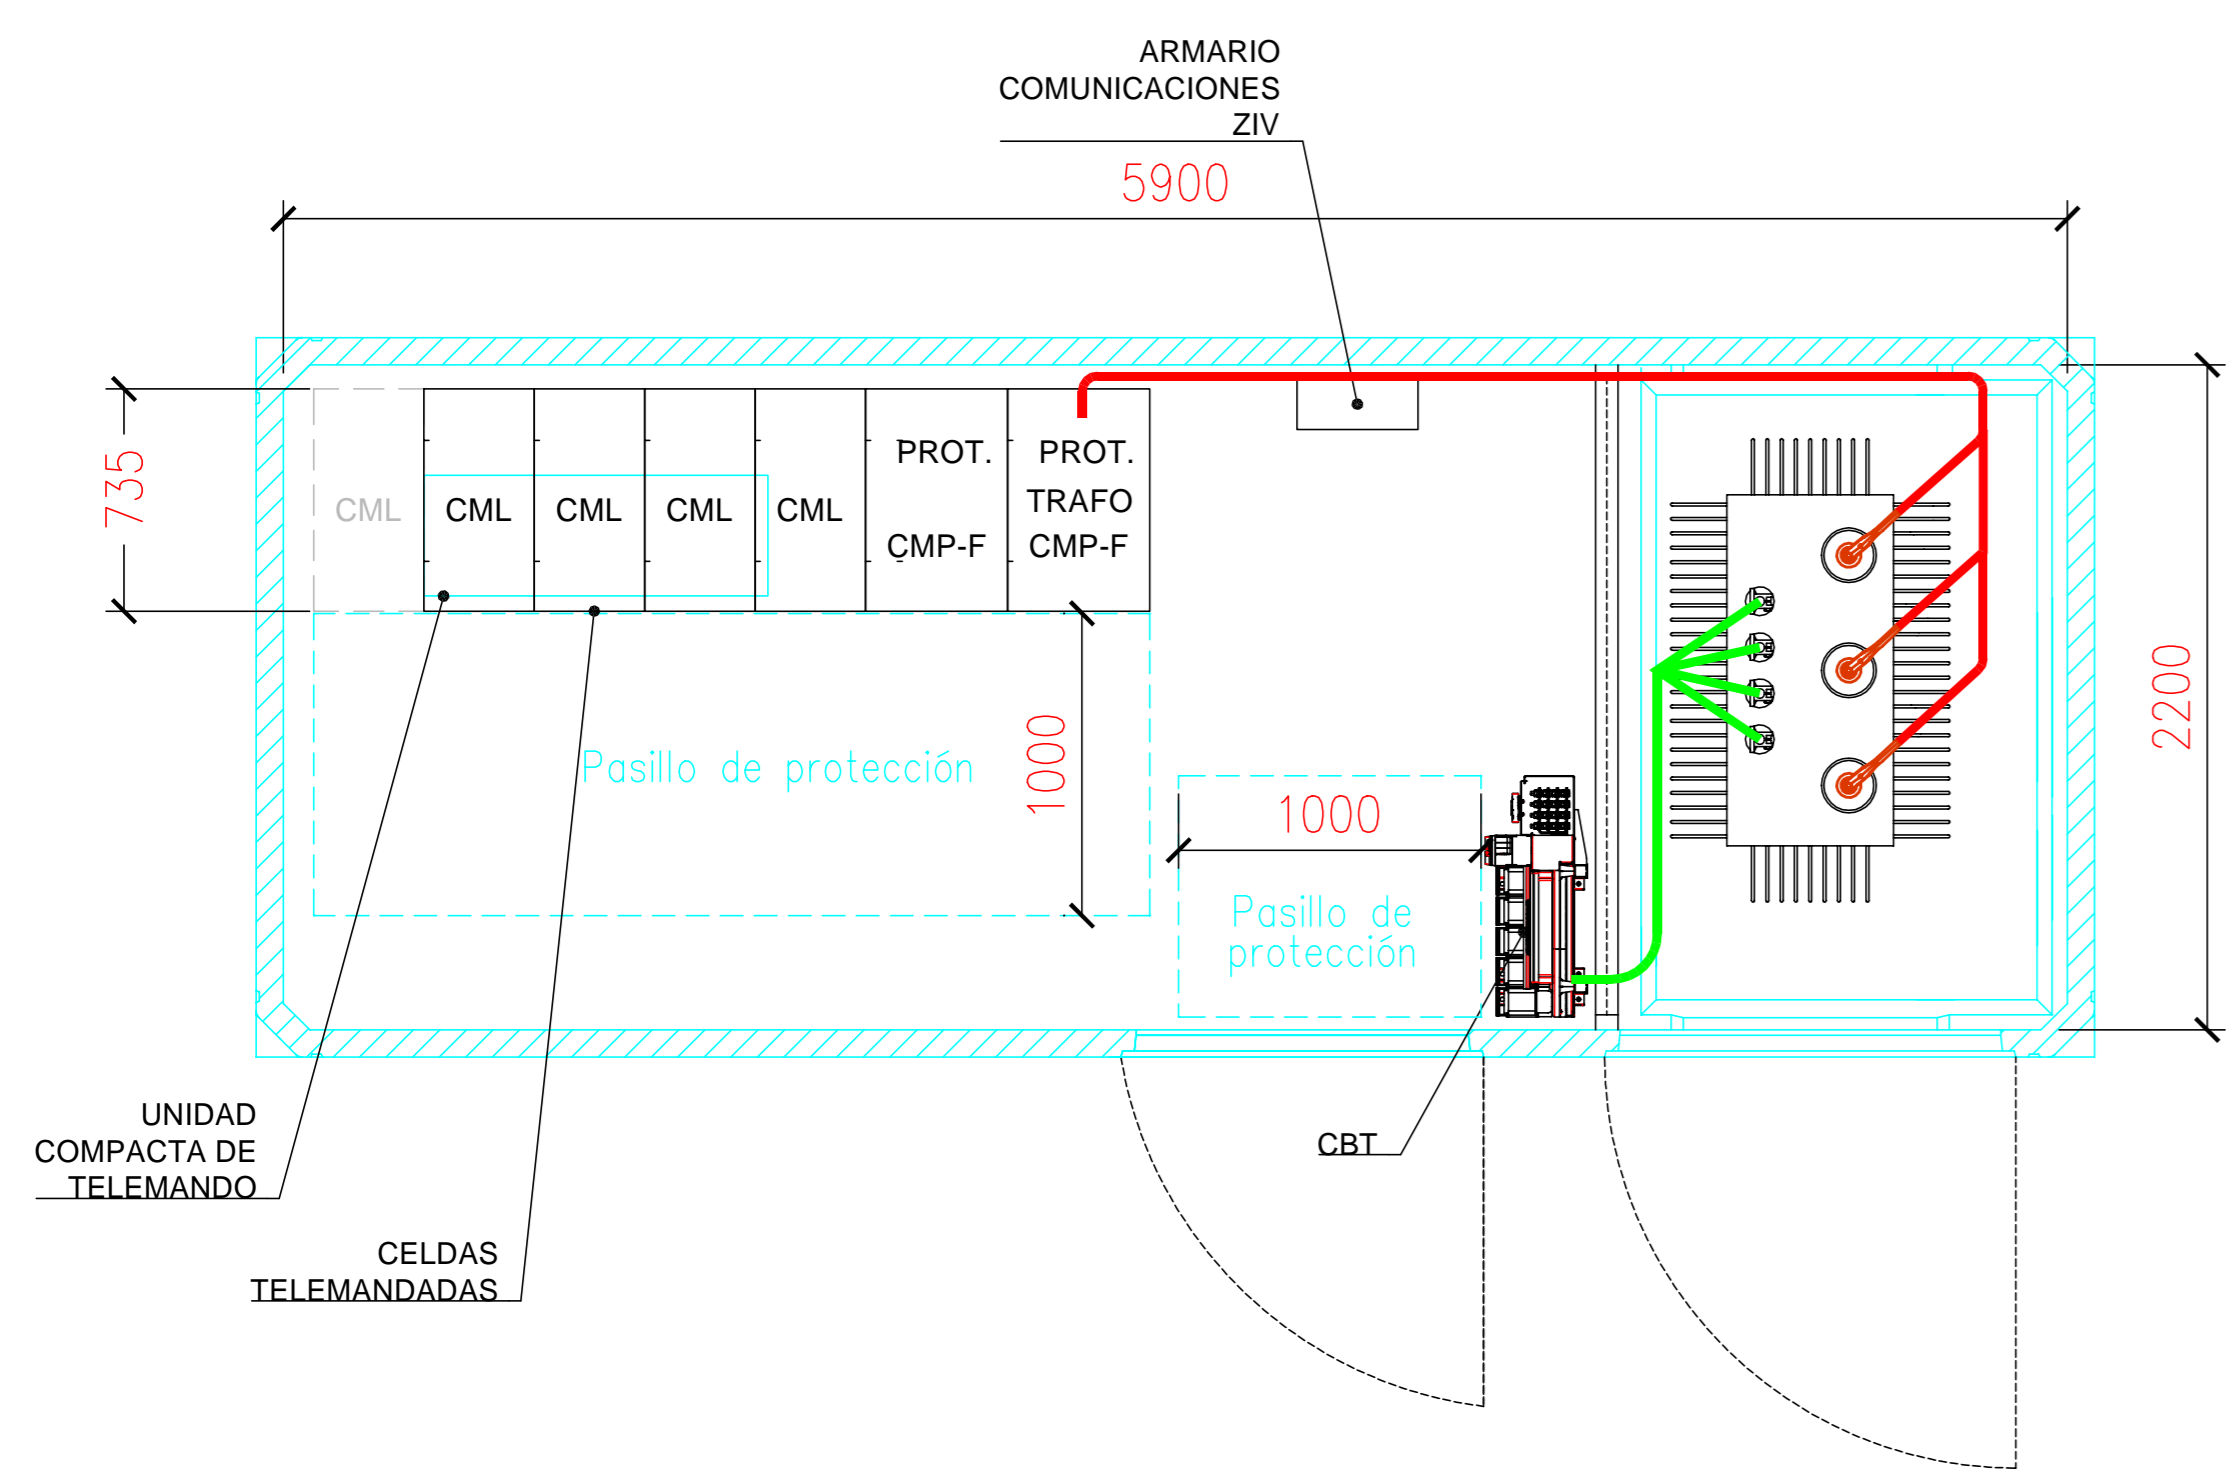 ARMARIO
COMUNICACIONES
ZIV
5900
735
CML
CML
CML
CML
CML
PROT.
CMP-F
PROT.
TRAFO
CMP-F
2200
1000
Pasillo de protección
1000
Pasillo de
protección
UNIDAD
COMPACTA DE
TELEMANDO
CBT
CELDAS
TELEMANDADAS